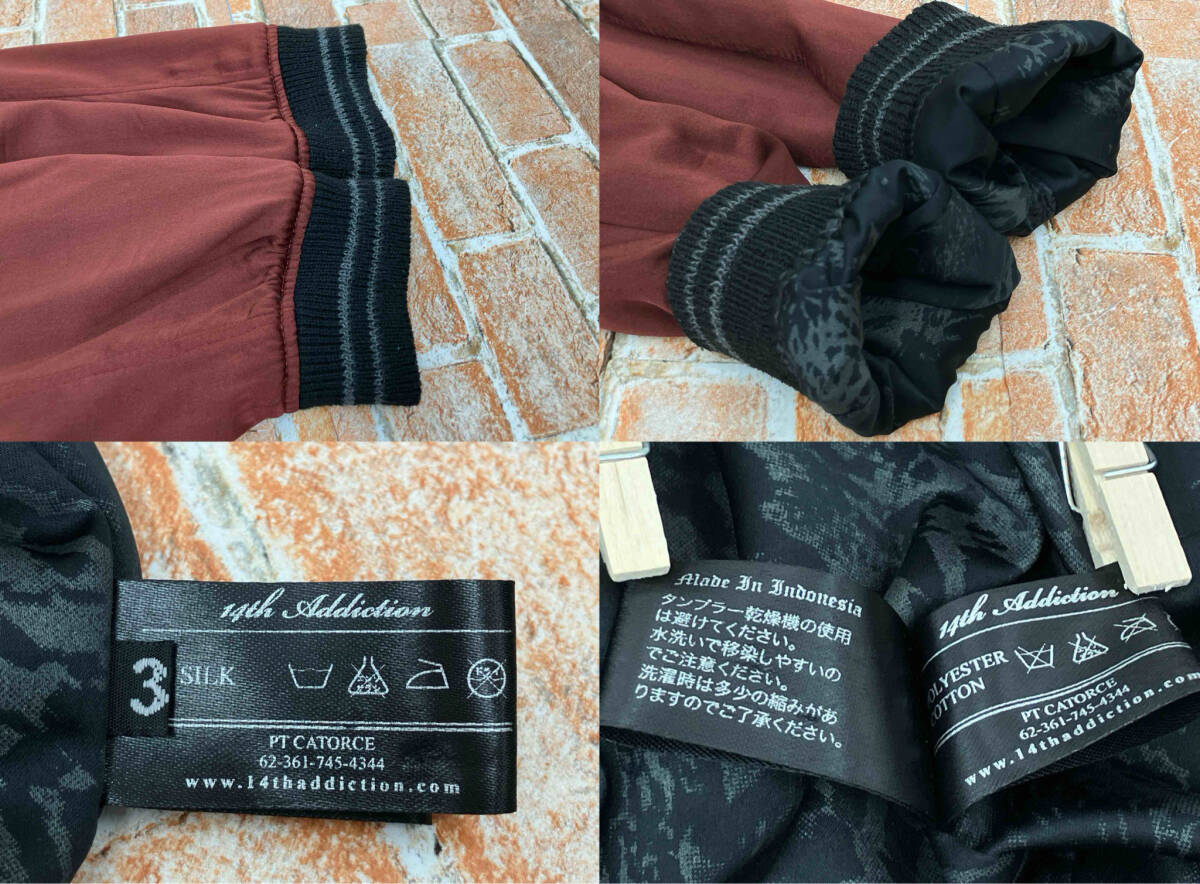 14th Addiction
3
SILK
PT CATORCE
62-361-745-4344
www.14thaddiction.com
Made In Indonesia
タンブラー乾燥機の使用
は避けてください。
水洗いで移染しやすいの
でご注意ください。
洗濯時は多少の縮みがあ
りますのでご了承ください。
14th Addiction
POLYESTER
COTTON
PT CATORCE
62-361-745-4344
www.14thaddiction.com